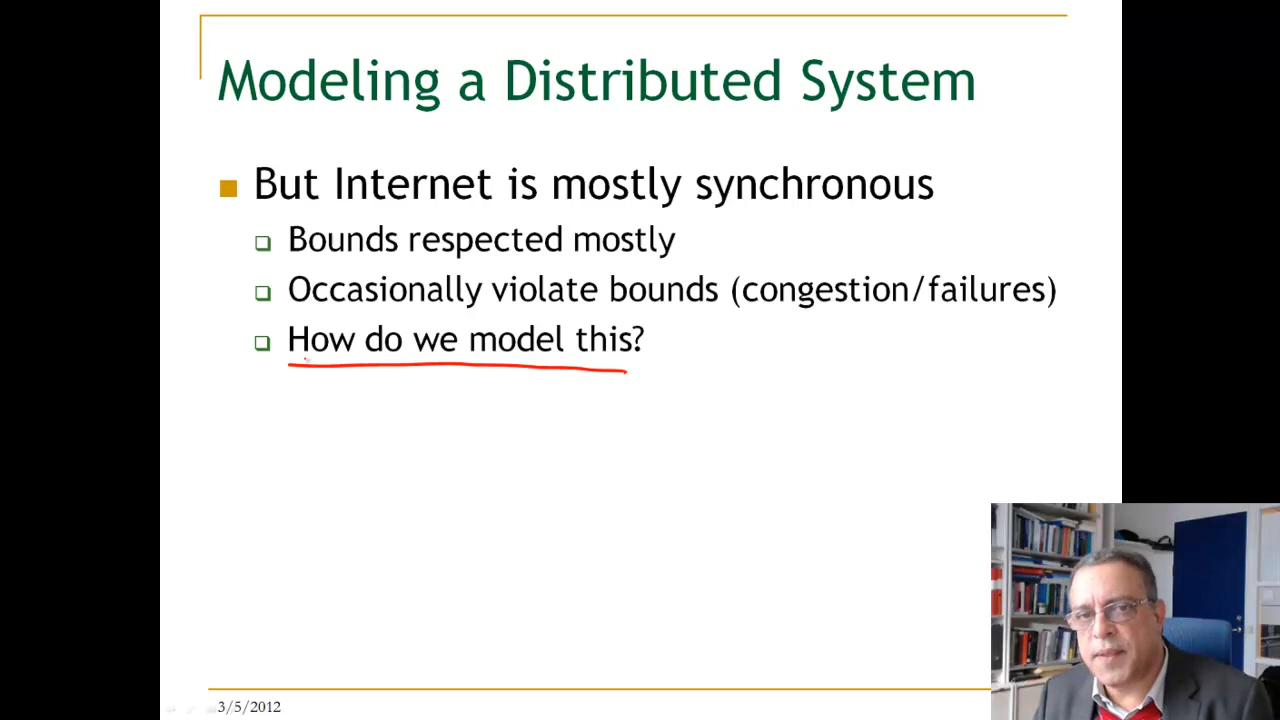 Modeling a Distributed System
But Internet is mostly synchronous
Bounds respected mostly
Occasionally violate bounds (congestion/failures)
How do we model this?
3/5/2012